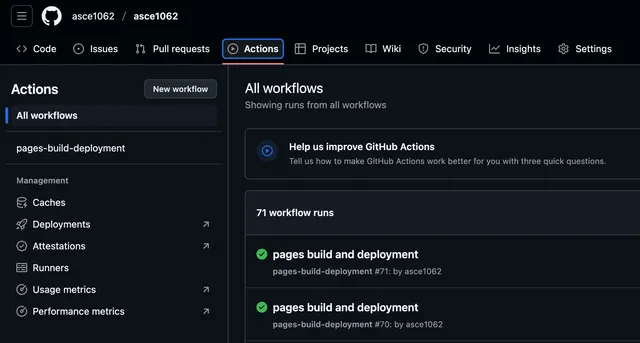 asce1062 / asce1062
Code Issues Pull requests Actions Projects Wiki Security Insights Settings
Actions
New workflow
All workflows
pages-build-deployment
Management
Caches
Deployments
Attestations
Runners
Usage metrics
Performance metrics
All workflows
Showing runs from all workflows
Help us improve GitHub Actions
Tell us how to make GitHub Actions work better for you with three quick questions.
71 workflow runs
pages build and deployment
pages-build-deployment #71: by asce1062
pages build and deployment
pages-build-deployment #70: by asce1062